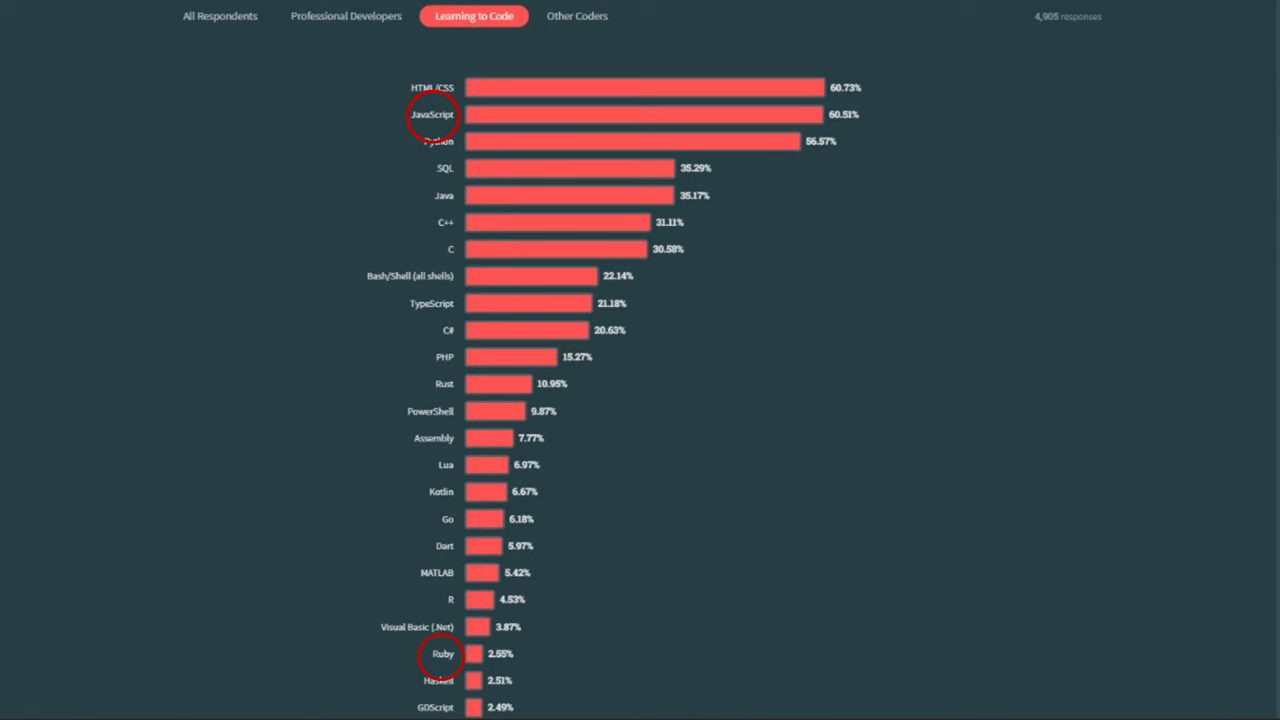 All Respondents Professional Developers Learning to Code Other Coders 4,905 responses
HTML/CSS 60.73%
JavaScript 60.51%
Python 56.57%
SQL 35.29%
Java 35.17%
C++ 31.11%
C 30.58%
Bash/Shell (all shells) 22.14%
TypeScript 21.18%
C# 20.63%
PHP 15.27%
Rust 10.95%
PowerShell 9.87%
Assembly 7.77%
Lua 6.97%
Kotlin 6.67%
Go 6.18%
Dart 5.97%
MATLAB 5.42%
R 4.53%
Visual Basic (.Net) 3.87%
Ruby 2.55%
Haskell 2.51%
GDScript 2.49%